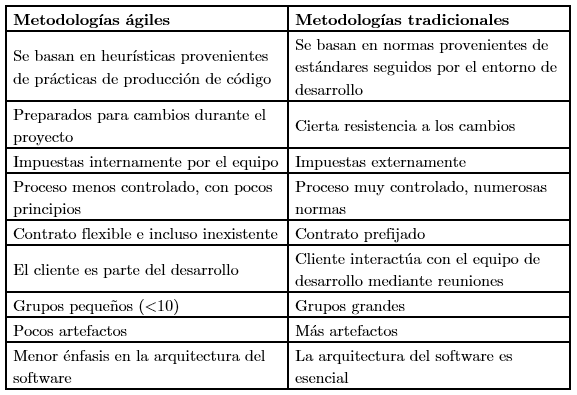 Metodologías ágiles
Metodologías tradicionales
Se basan en heurísticas provenientes
de prácticas de producción de código
Se basan en normas provenientes de
estándares seguidos por el entorno de
desarrollo
Preparados para cambios durante el
proyecto
Cierta resistencia a los cambios
Impuestas internamente por el equipo
Impuestas externamente
Proceso menos controlado, con pocos
principios
Proceso muy controlado, numerosas
normas
Contrato flexible e incluso inexistente
Contrato prefijado
El cliente es parte del desarrollo
Cliente interactúa con el equipo de
desarrollo mediante reuniones
Grupos pequeños (<10)
Grupos grandes
Pocos artefactos
Más artefactos
Menor énfasis en la arquitectura del
software
La arquitectura del software es
esencial